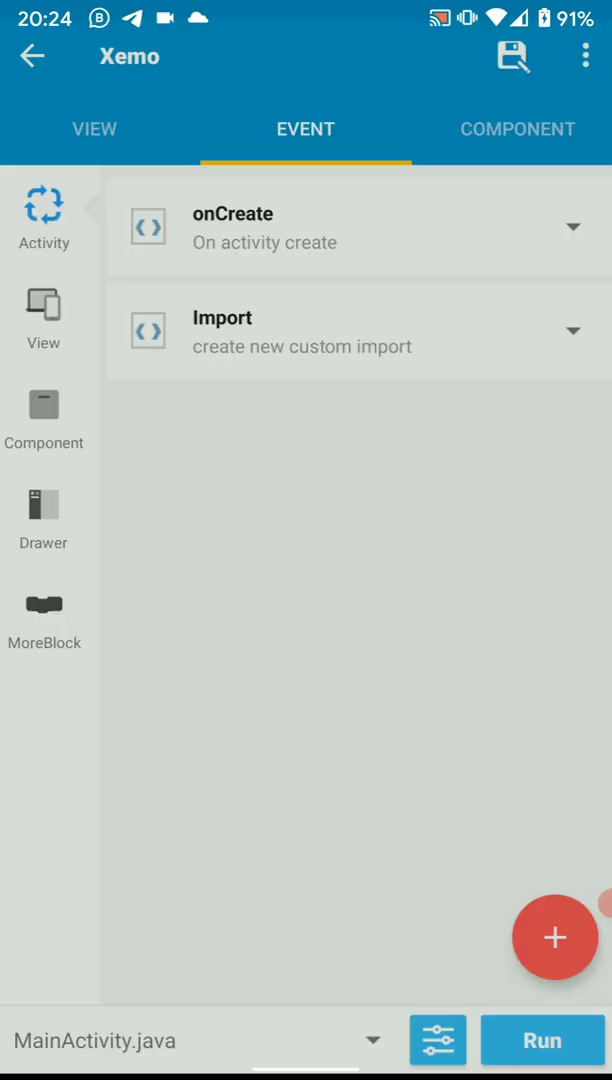 20:24 91%
Xemo
VIEW EVENT COMPONENT
Activity
onCreate
On activity create
View
Import
create new custom import
Component
Drawer
MoreBlock
MainActivity.java Run